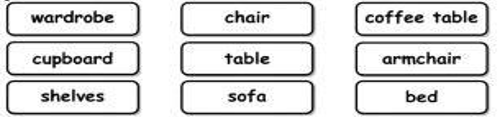 wardrobe chair coffee table
cupboard table armchair
shelves sofa bed